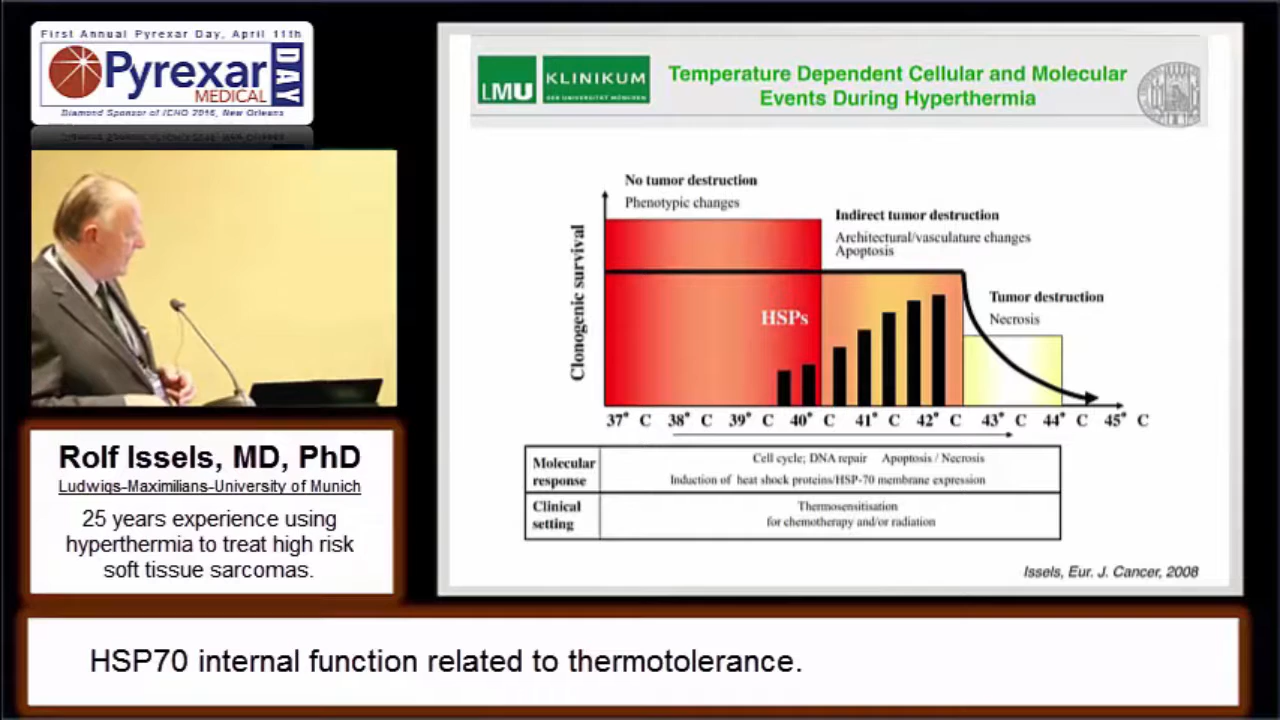 First Annual Pyrexar Day, April 11th
Pyrexar
MEDICAL
DAY
Diamond Sponsor of ICHO 2016, New Orleans
LMU
KLINIKUM
DER UNIVERSITÄT MÜNCHEN
Temperature Dependent Cellular and Molecular
Events During Hyperthermia
No tumor destruction
Phenotypic changes
Indirect tumor destruction
Architectural/vasculature changes
Apoptosis
Tumor destruction
Necrosis
Clonogenic survival
HSPs
37° C 38° C 39° C 40° C 41° C 42° C 43° C 44° C 45° C
Molecular
response
Cell cycle; DNA repair Apoptosis / Necrosis
Induction of heat shock proteins/HSP-70 membrane expression
Clinical
setting
Thermosensitisation
for chemotherapy and/or radiation
Issels, Eur. J. Cancer, 2008
Rolf Issels, MD, PhD
Ludwigs-Maximilians-University of Munich
25 years experience using
hyperthermia to treat high risk
soft tissue sarcomas.
HSP70 internal function related to thermotolerance.